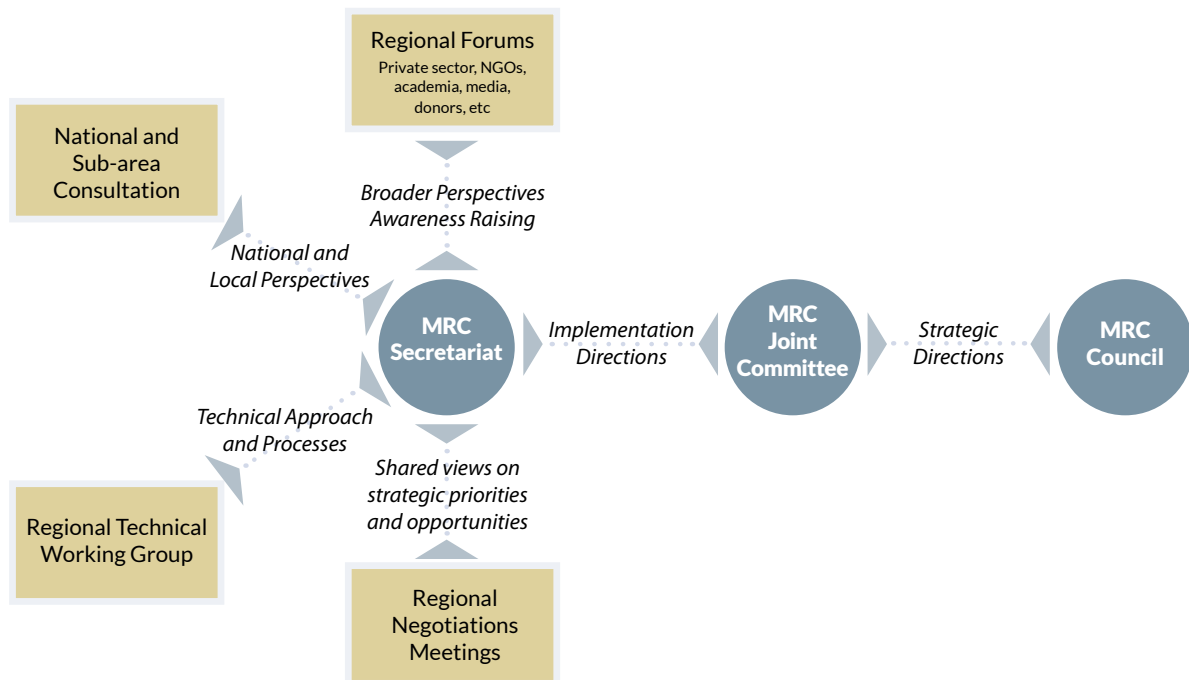 Regional Forums
Private sector, NGOs,
academia, media,
donors, etc
National and
Sub-area
Consultation
Broader Perspectives
Awareness Raising
National and
Local Perspectives
MRC
Secretariat
Implementation
Directions
MRC
Joint
Committee
Strategic
Directions
MRC
Council
Technical Approach
and Processes
Shared views on
strategic priorities
and opportunities
Regional Technical
Working Group
Regional
Negotiations
Meetings